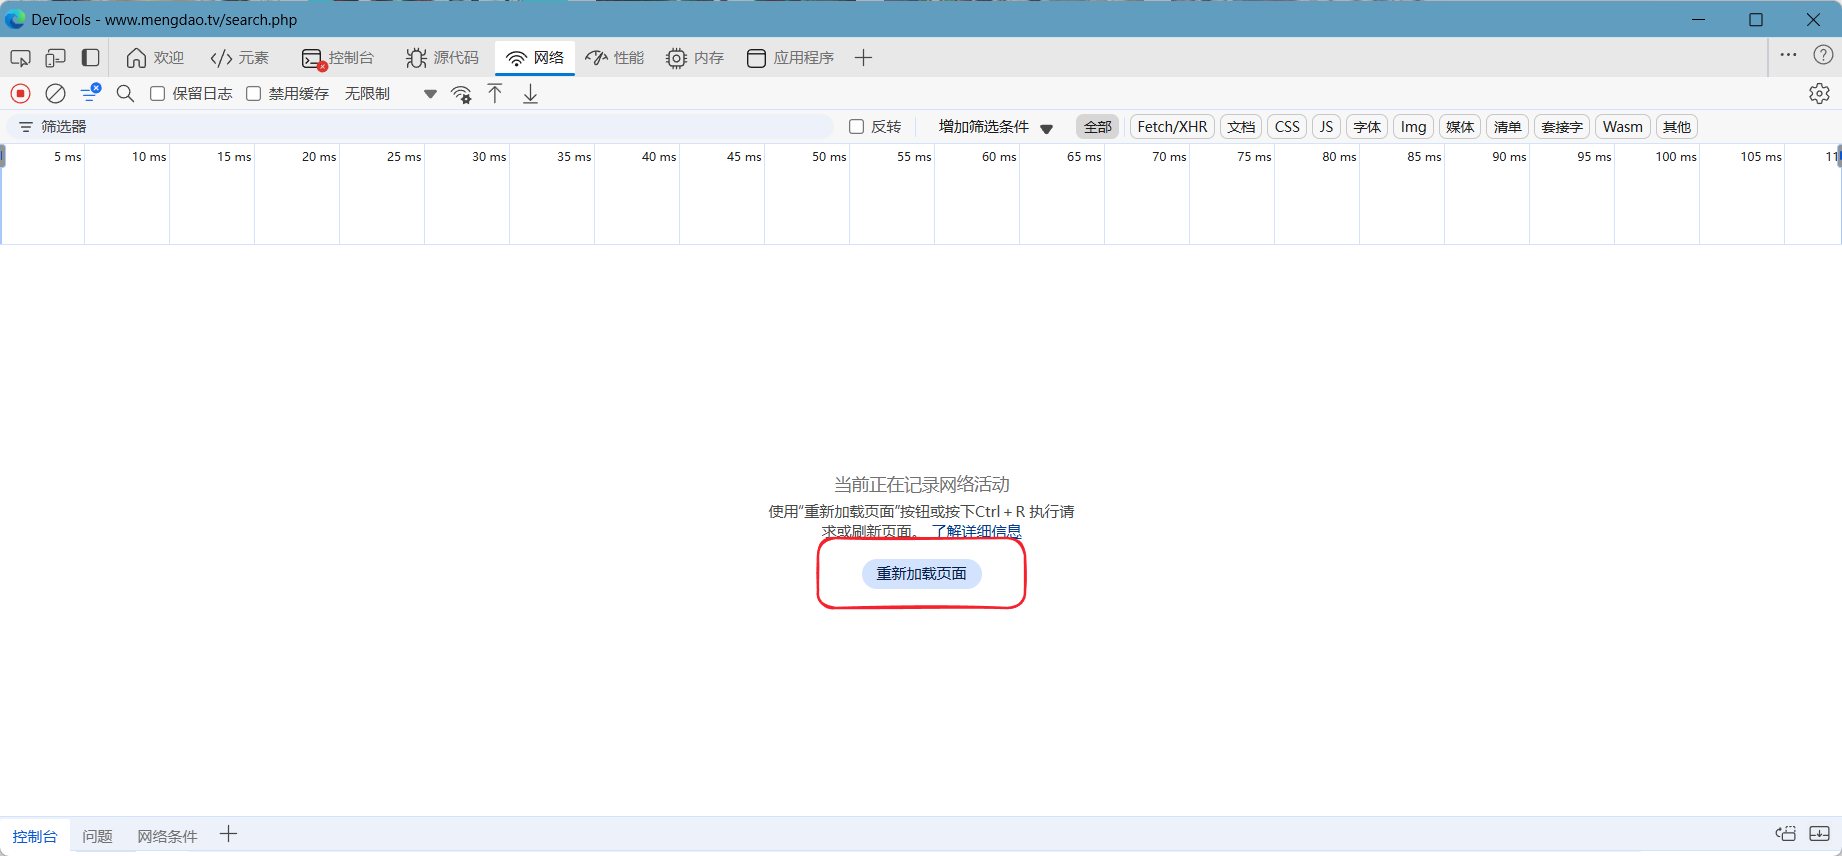 DevTools - www.mengdao.tv/search.php
欢迎 元素 控制台 源代码 网络 性能 内存 应用程序
保留日志 禁用缓存 无限制
筛选器 反转 增加筛选条件 全部 Fetch/XHR 文档 CSS JS 字体 Img 媒体 清单 套接字 Wasm 其他
5 ms 10 ms 15 ms 20 ms 25 ms 30 ms 35 ms 40 ms 45 ms 50 ms 55 ms 60 ms 65 ms 70 ms 75 ms 80 ms 85 ms 90 ms 95 ms 100 ms 105 ms
当前正在记录网络活动
使用“重新加载页面”按钮或按下Ctrl + R 执行请
求或刷新页面。 了解详细信息
重新加载页面
控制台 问题 网络条件